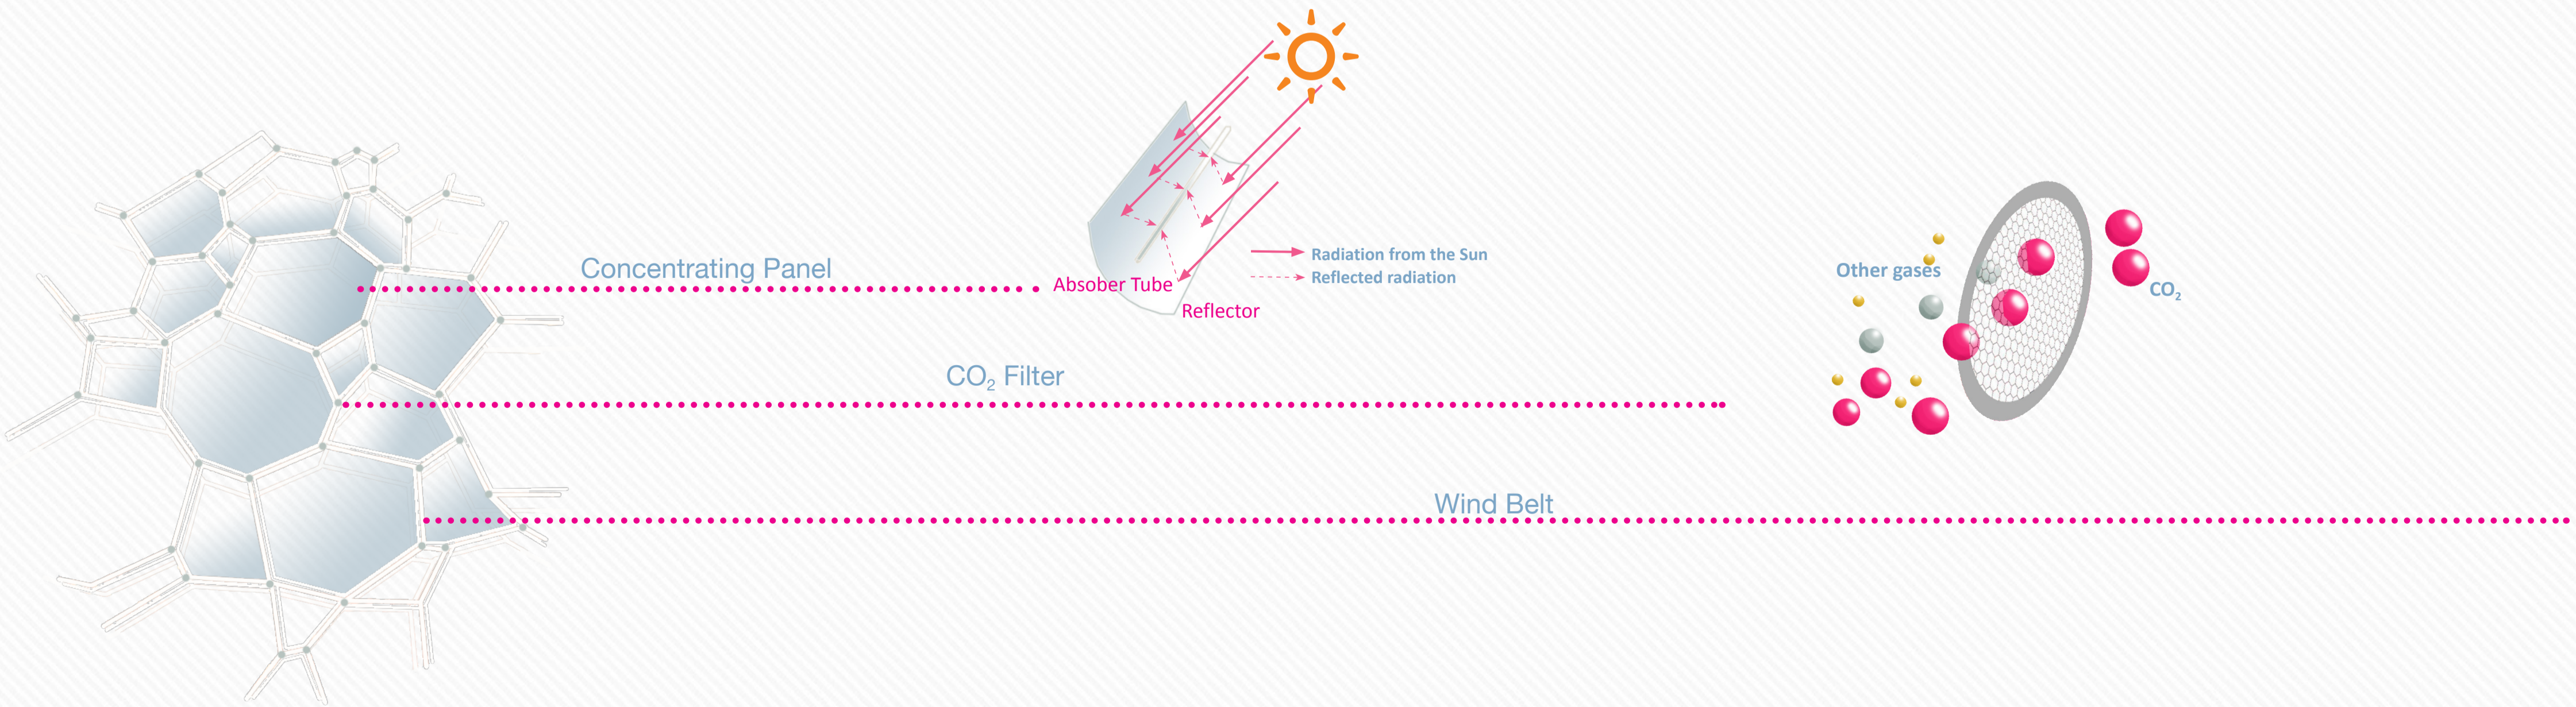 Concentrating Panel
Radiation from the Sun
Reflected radiation
Absober Tube
Reflector
Other gases
CO₂
CO₂ Filter
Wind Belt